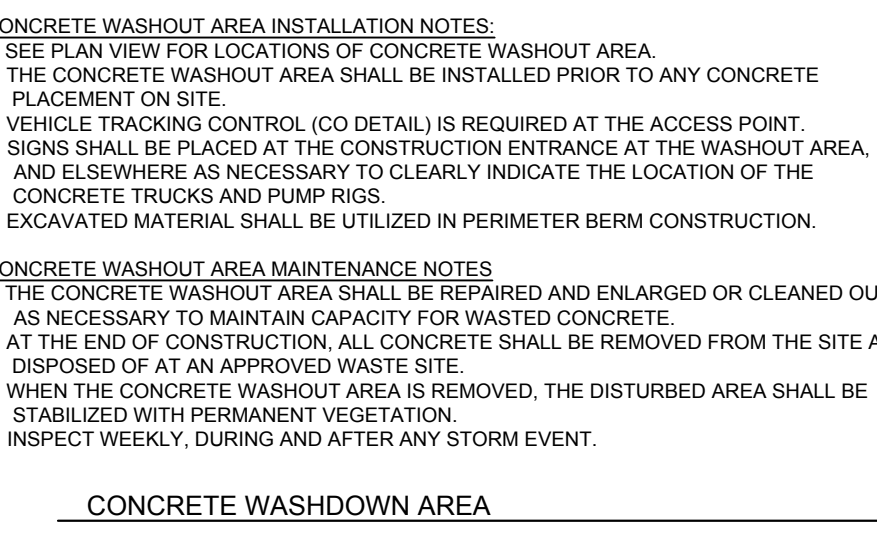 ONCRETE WASHOUT AREA INSTALLATION NOTES:
SEE PLAN VIEW FOR LOCATIONS OF CONCRETE WASHOUT AREA.
THE CONCRETE WASHOUT AREA SHALL BE INSTALLED PRIOR TO ANY CONCRETE
PLACEMENT ON SITE.
VEHICLE TRACKING CONTROL (CO DETAIL) IS REQUIRED AT THE ACCESS POINT.
SIGNS SHALL BE PLACED AT THE CONSTRUCTION ENTRANCE AT THE WASHOUT AREA,
AND ELSEWHERE AS NECESSARY TO CLEARLY INDICATE THE LOCATION OF THE
CONCRETE TRUCKS AND PUMP RIGS.
EXCAVATED MATERIAL SHALL BE UTILIZED IN PERIMETER BERM CONSTRUCTION.
ONCRETE WASHOUT AREA MAINTENANCE NOTES
THE CONCRETE WASHOUT AREA SHALL BE REPAIRED AND ENLARGED OR CLEANED OU
AS NECESSARY TO MAINTAIN CAPACITY FOR WASTED CONCRETE.
AT THE END OF CONSTRUCTION, ALL CONCRETE SHALL BE REMOVED FROM THE SITE A
DISPOSED OF AT AN APPROVED WASTE SITE.
WHEN THE CONCRETE WASHOUT AREA IS REMOVED, THE DISTURBED AREA SHALL BE
STABILIZED WITH PERMANENT VEGETATION.
INSPECT WEEKLY, DURING AND AFTER ANY STORM EVENT.
CONCRETE WASHDOWN AREA